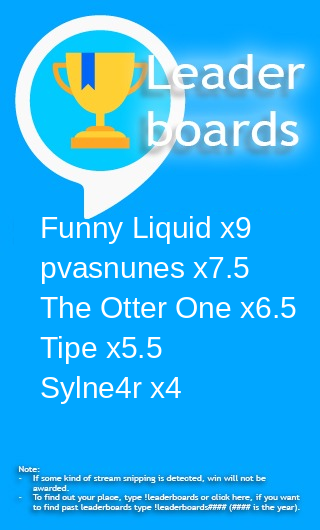 Leader
boards
Funny Liquid x9
pvasnunes x7.5
The Otter One x6.5
Tipe x5.5
Sylne4r x4
Note:
- If some kind of stream snipping is detected, win will not be
awarded.
- To find out your place, type !leaderboards or click here, if you want
to find past leaderboards type !leaderboards#### (#### is the year).